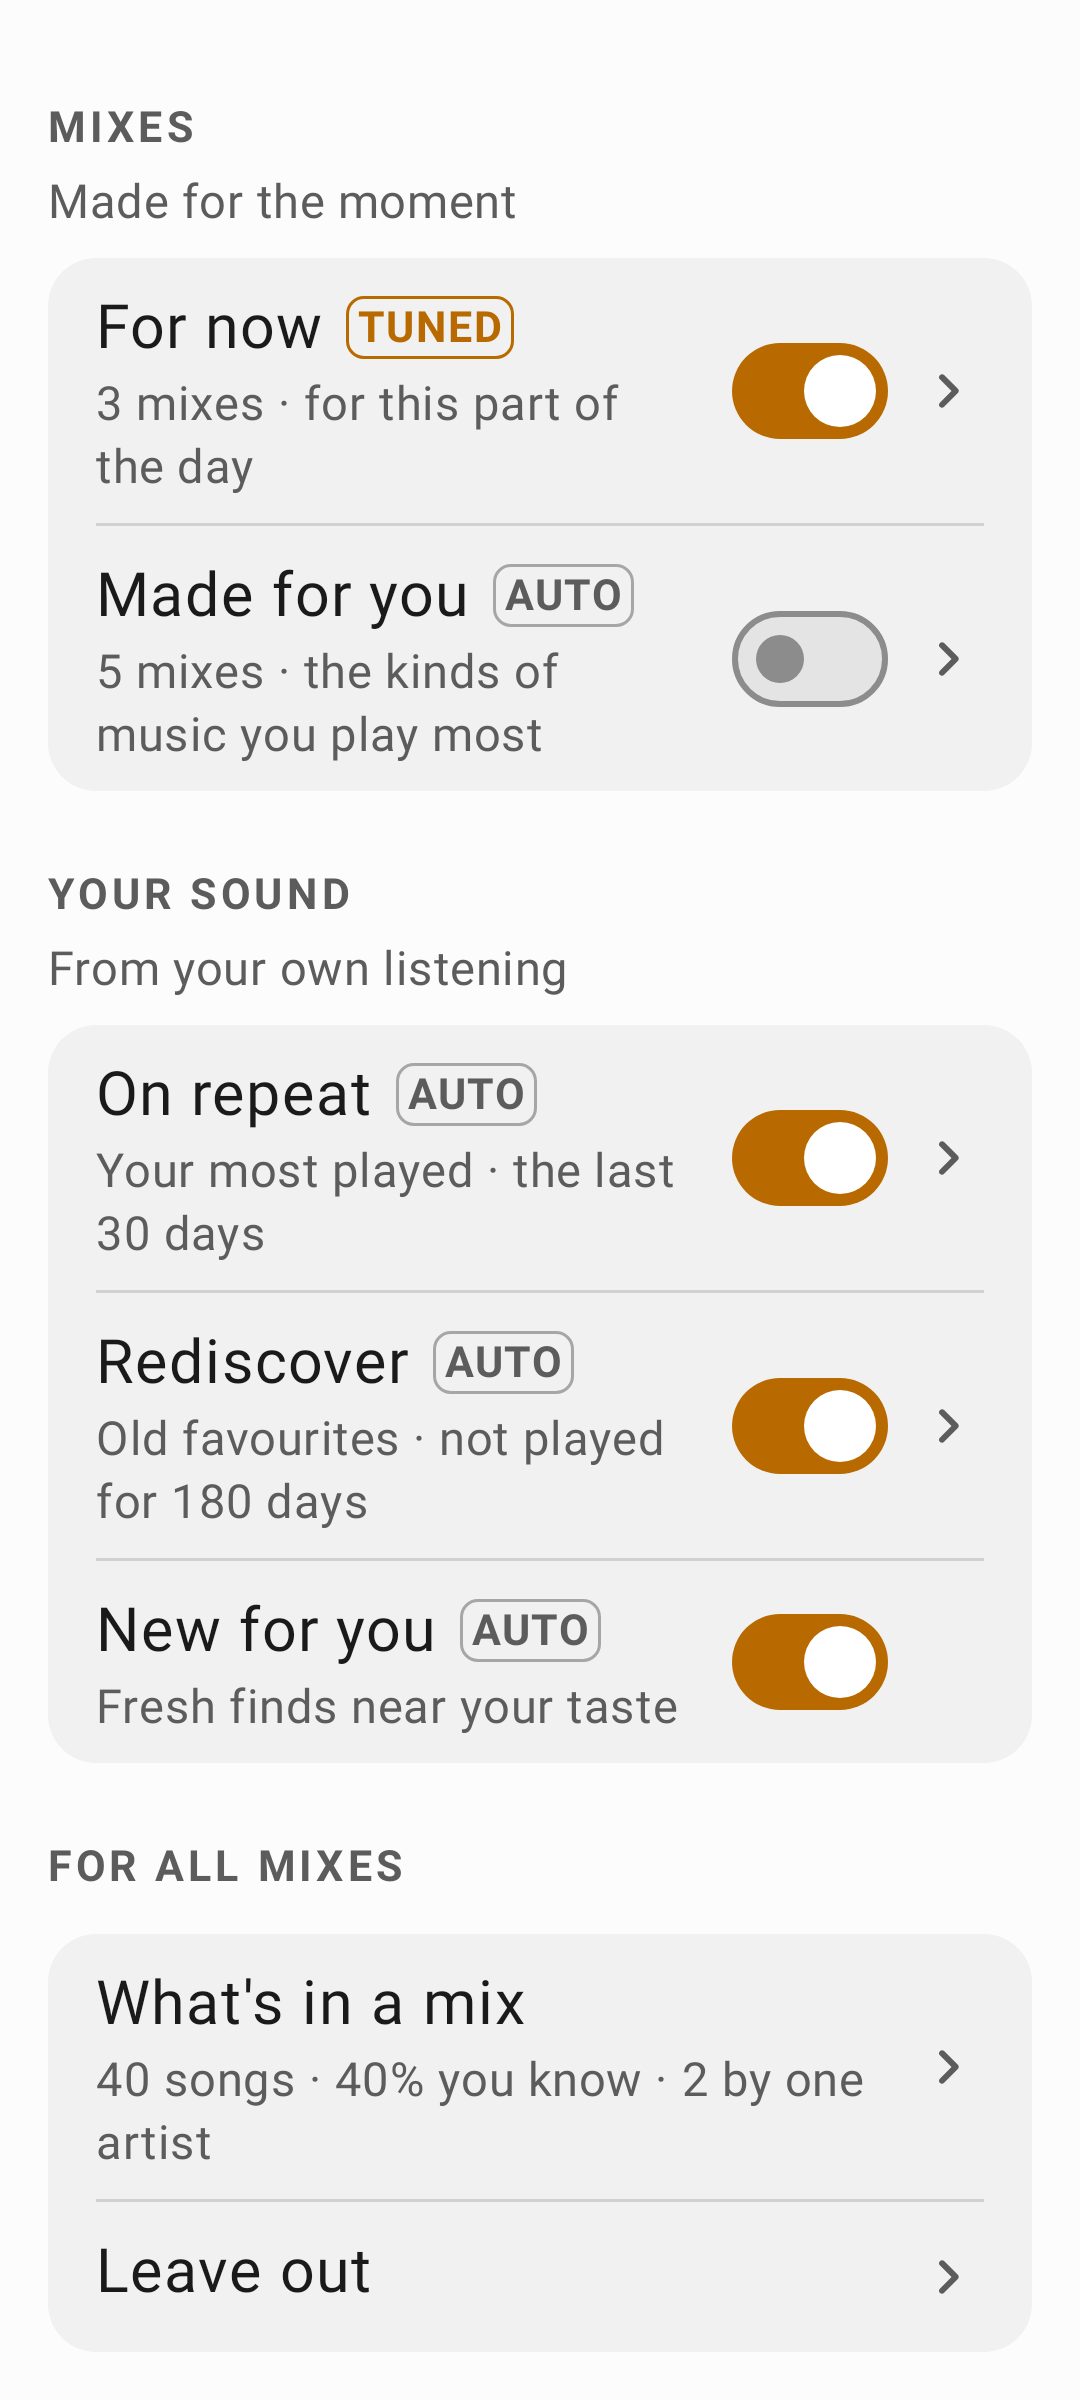 MIXES
Made for the moment
For now TUNED
3 mixes · for this part of
the day
Made for you AUTO
5 mixes · the kinds of
music you play most
YOUR SOUND
From your own listening
On repeat AUTO
Your most played · the last
30 days
Rediscover AUTO
Old favourites · not played
for 180 days
New for you AUTO
Fresh finds near your taste
FOR ALL MIXES
What's in a mix
40 songs · 40% you know · 2 by one
artist
Leave out